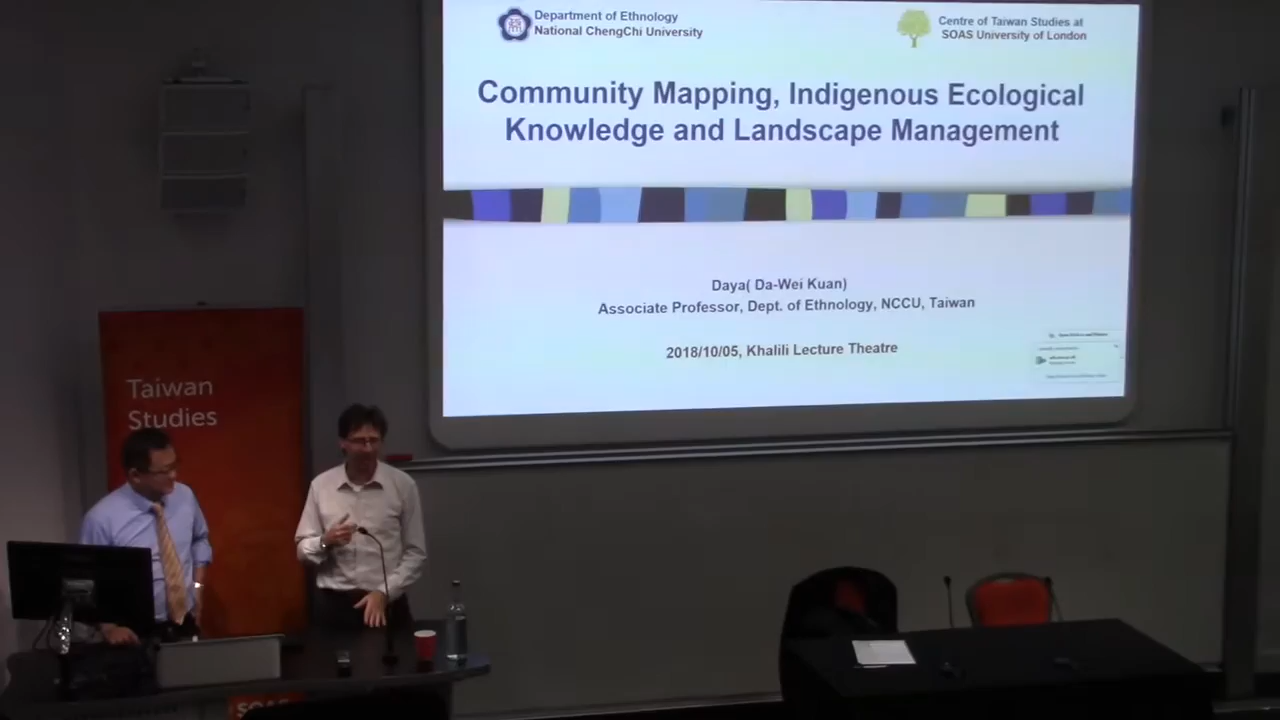 Department of Ethnology
National ChengChi University
Centre of Taiwan Studies at
SOAS University of London
Community Mapping, Indigenous Ecological
Knowledge and Landscape Management
Daya( Da-Wei Kuan)
Associate Professor, Dept. of Ethnology, NCCU, Taiwan
2018/10/05, Khalili Lecture Theatre
Taiwan
Studies
SOAS